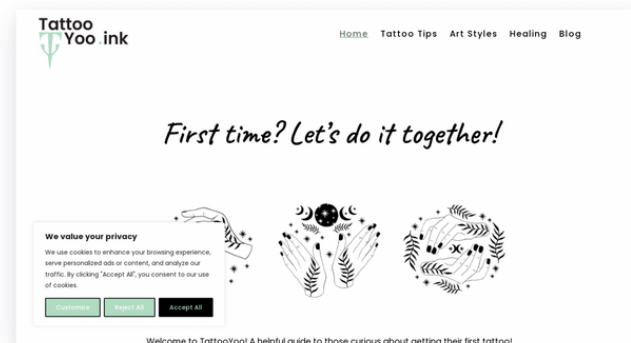 Tattoo
Yoo.ink
Home Tattoo Tips Art Styles Healing Blog
First time? Let's do it together!
We value your privacy
We use cookies to enhance your browsing experience,
serve personalized ads or content, and analyze our
traffic. By clicking "Accept All", you consent to our use
of cookies.
Customize Reject All Accept All
Welcome to TattooYoo! A helpful guide to those curious about getting their first tattoo!